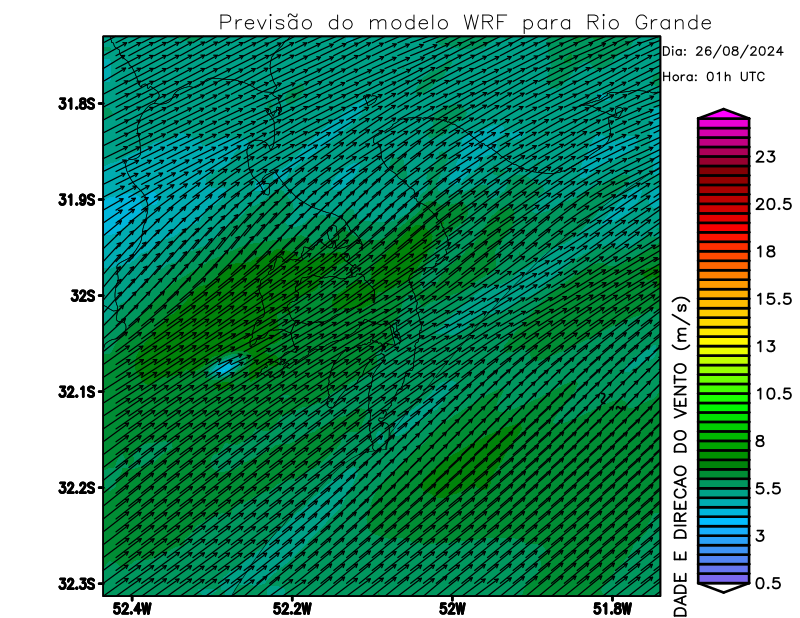 Previsão do modelo WRF para Rio Grande
Dia: 26/08/2024
Hora: 01h UTC
31.8S
31.9S
32S
32.1S
32.2S
32.3S
52.4W
52.2W
52W
51.8W
23
20.5
18
15.5
13
10.5
8
5.5
3
0.5
DADE E DIRECAO DO VENTO (m/s)